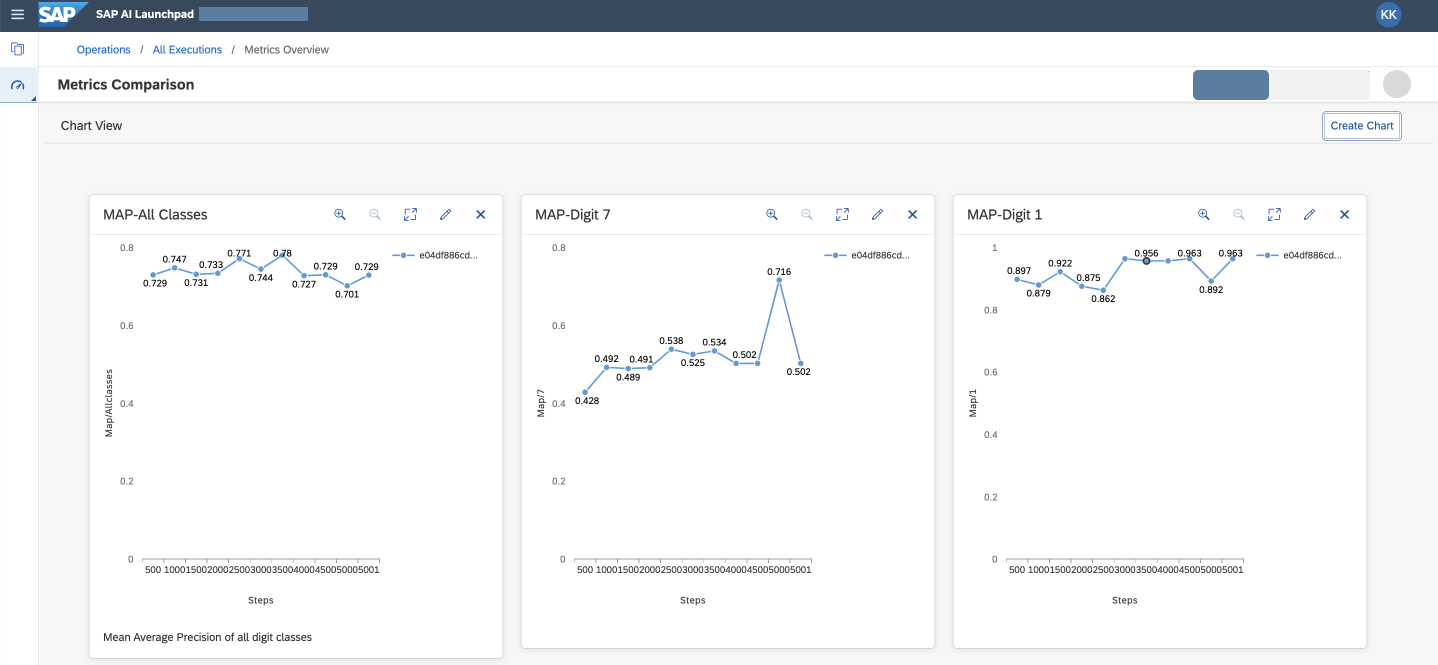 SAP SAP AI Launchpad KK
Operations / All Executions / Metrics Overview
Metrics Comparison
Chart View Create Chart
MAP-All Classes
0.8
0.6
0.4
0.2
0
Map/Allclasses
0.729 0.747 0.731 0.733 0.771 0.744 0.78 0.727 0.729 0.701 0.729
e04df886cd...
500 1000 1500 2000 2500 3000 3500 4000 4500 5000 5001
Steps
Mean Average Precision of all digit classes
MAP-Digit 7
0.8
0.6
0.4
0.2
0
Map/7
0.428 0.492 0.489 0.491 0.538 0.525 0.534 0.502 0.716 0.502
e04df886cd...
500 1000 1500 2000 2500 3000 3500 4000 4500 5000 5001
Steps
MAP-Digit 1
1
0.8
0.6
0.4
0.2
0
Map/1
0.897 0.879 0.922 0.875 0.862 0.956 0.963 0.892 0.963
e04df886cd...
500 1000 1500 2000 2500 3000 3500 4000 4500 5000 5001
Steps